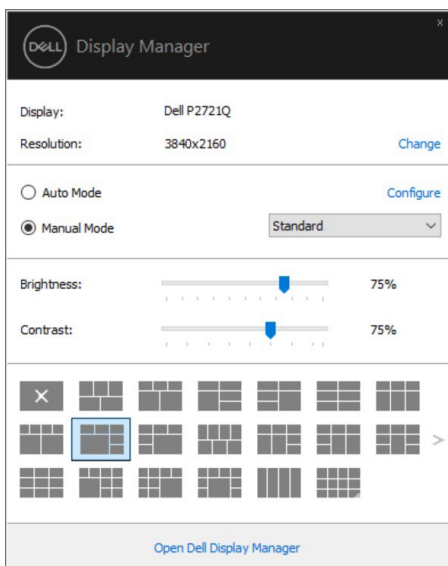 x
DELL Display Manager
Display: Dell P2721Q
Resolution: 3840x2160 Change
Auto Mode Configure
Manual Mode Standard
Brightness: 75%
Contrast: 75%
Open Dell Display Manager